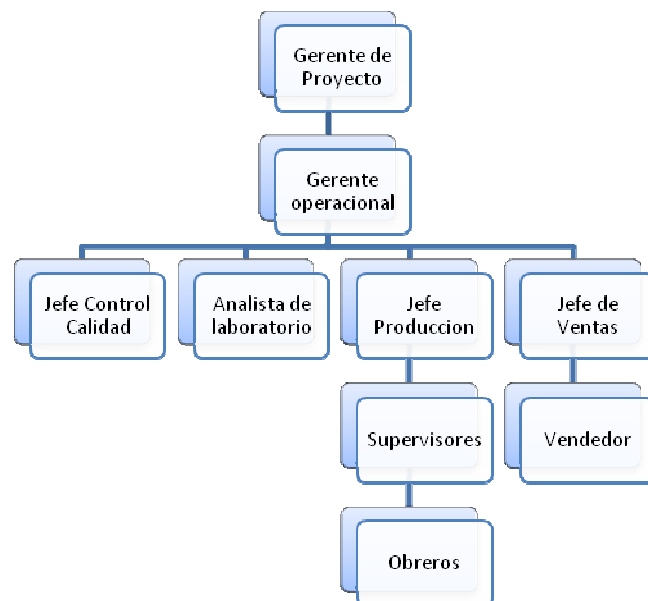 Gerente de
Proyecto
Gerente
operacional
Jefe Control
Calidad
Analista de
laboratorio
Jefe
Produccion
Jefe de
Ventas
Supervisores
Vendedor
Obreros